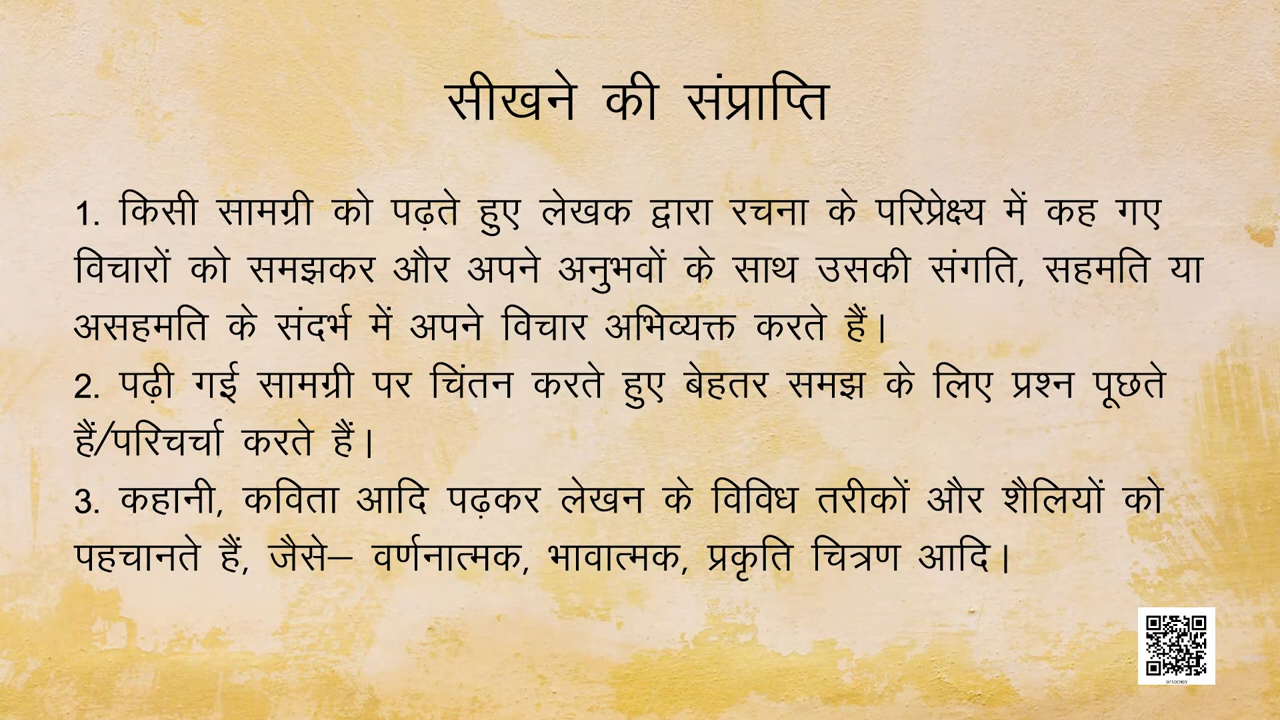 सीखने की संप्राप्ति
1. किसी सामग्री को पढ़ते हुए लेखक द्वारा रचना के परिप्रेक्ष्य में कह गए
विचारों को समझकर और अपने अनुभवों के साथ उसकी संगति, सहमति या
असहमति के संदर्भ में अपने विचार अभिव्यक्त करते हैं।
2. पढ़ी गई सामग्री पर चिंतन करते हुए बेहतर समझ के लिए प्रश्न पूछते
हैं/परिचर्चा करते हैं।
3. कहानी, कविता आदि पढ़कर लेखन के विविध तरीकों और शैलियों को
पहचानते हैं, जैसे– वर्णनात्मक, भावात्मक, प्रकृति चित्रण आदि।